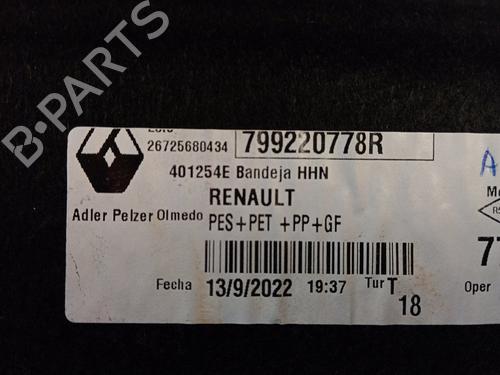 B-PARTS
26725680434
799220778R
A
401254E Bandeja HHN
RENAULT
Adler Pelzer Olmedo
PES+PET +PP+GF
Fecha 13/9/2022 19:37 Tur T
18
Oper